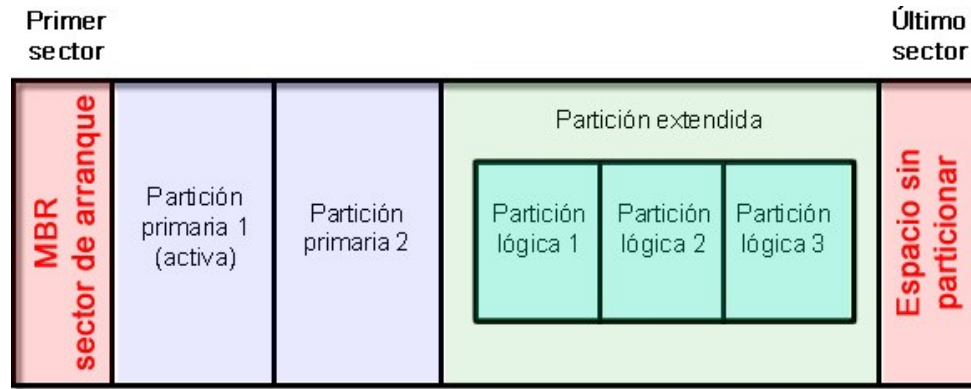 Primer
sector
Último
sector
MBR
sector de arranque
Partición
primaria 1
(activa)
Partición
primaria 2
Partición extendida
Partición
lógica 1
Partición
lógica 2
Partición
lógica 3
Espacio sin
particionar